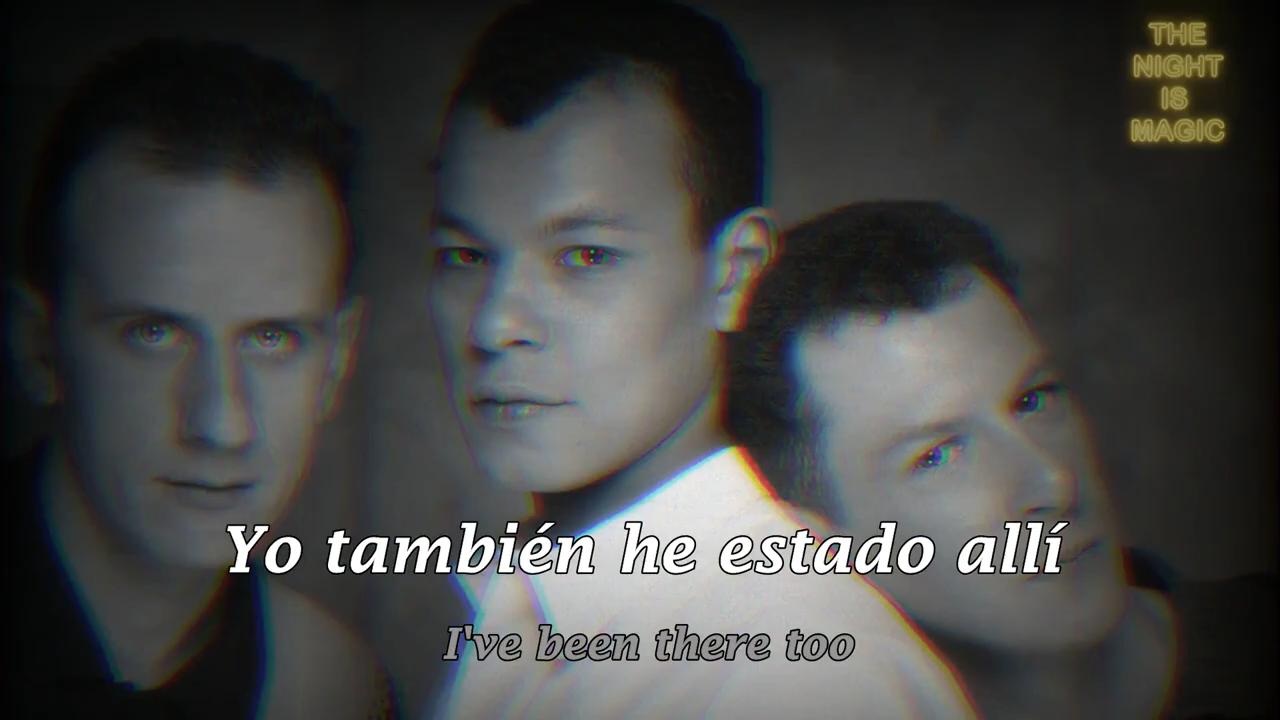 THE
NIGHT
IS
MAGIC
Yo también he estado allí
I've been there too